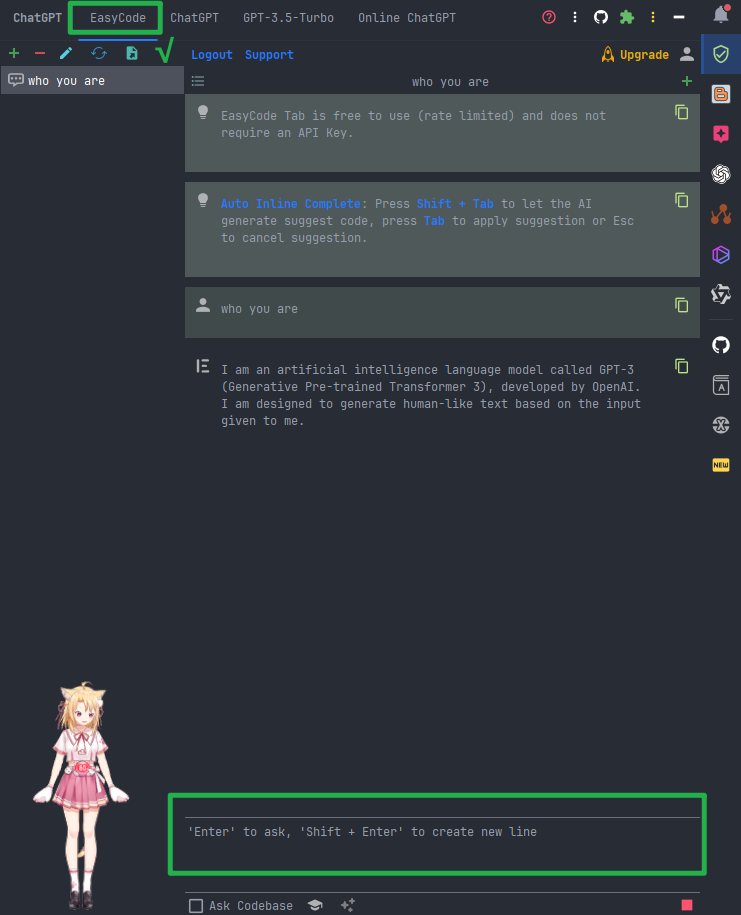 ChatGPT EasyCode ChatGPT GPT-3.5-Turbo Online ChatGPT
Logout Support Upgrade
who you are
who you are
EasyCode Tab is free to use (rate limited) and does not
require an API Key.
Auto Inline Complete: Press Shift + Tab to let the AI
generate suggest code, press Tab to apply suggestion or Esc
to cancel suggestion.
who you are
I am an artificial intelligence language model called GPT-3
(Generative Pre-trained Transformer 3), developed by OpenAI.
I am designed to generate human-like text based on the input
given to me.
NEW
'Enter' to ask, 'Shift + Enter' to create new line
Ask Codebase